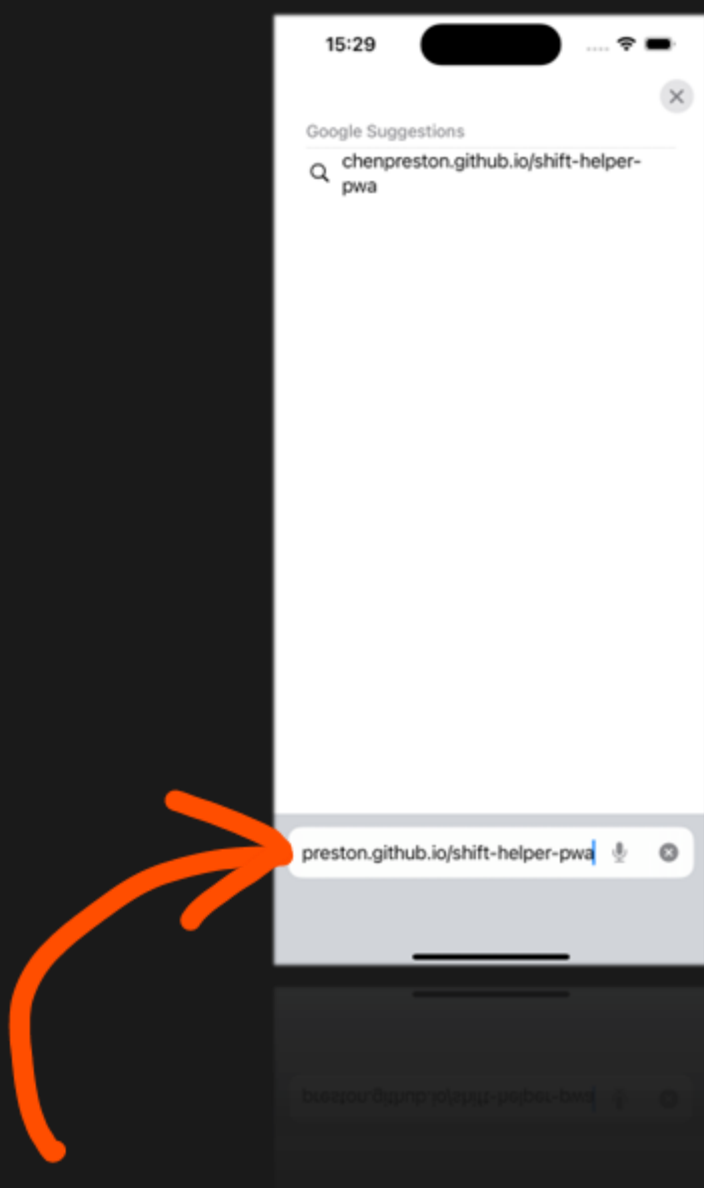 15:29
Google Suggestions
chenpreston.github.io/shift-helper-
pwa
preston.github.io/shift-helper-pwa